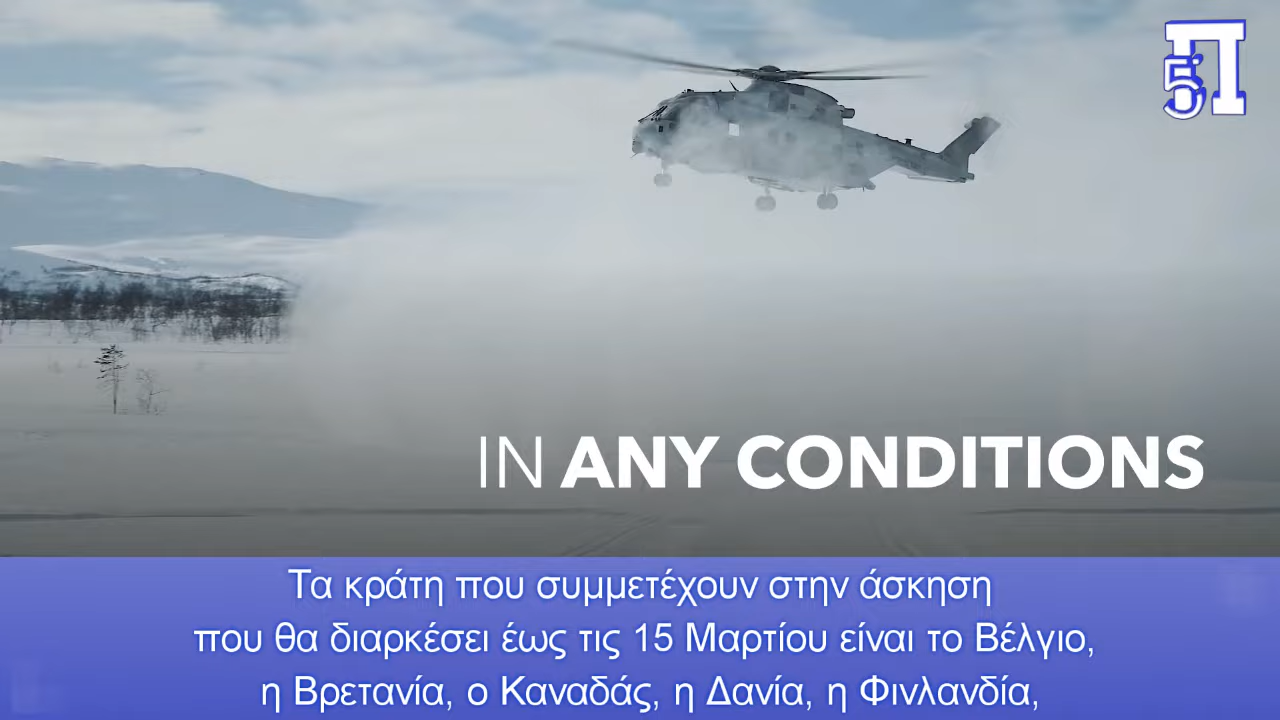 5' Π
IN ANY CONDITIONS
Τα κράτη που συμμετέχουν στην άσκηση
που θα διαρκέσει έως τις 15 Μαρτίου είναι το Βέλγιο,
η Βρετανία, ο Καναδάς, η Δανία, η Φινλανδία,